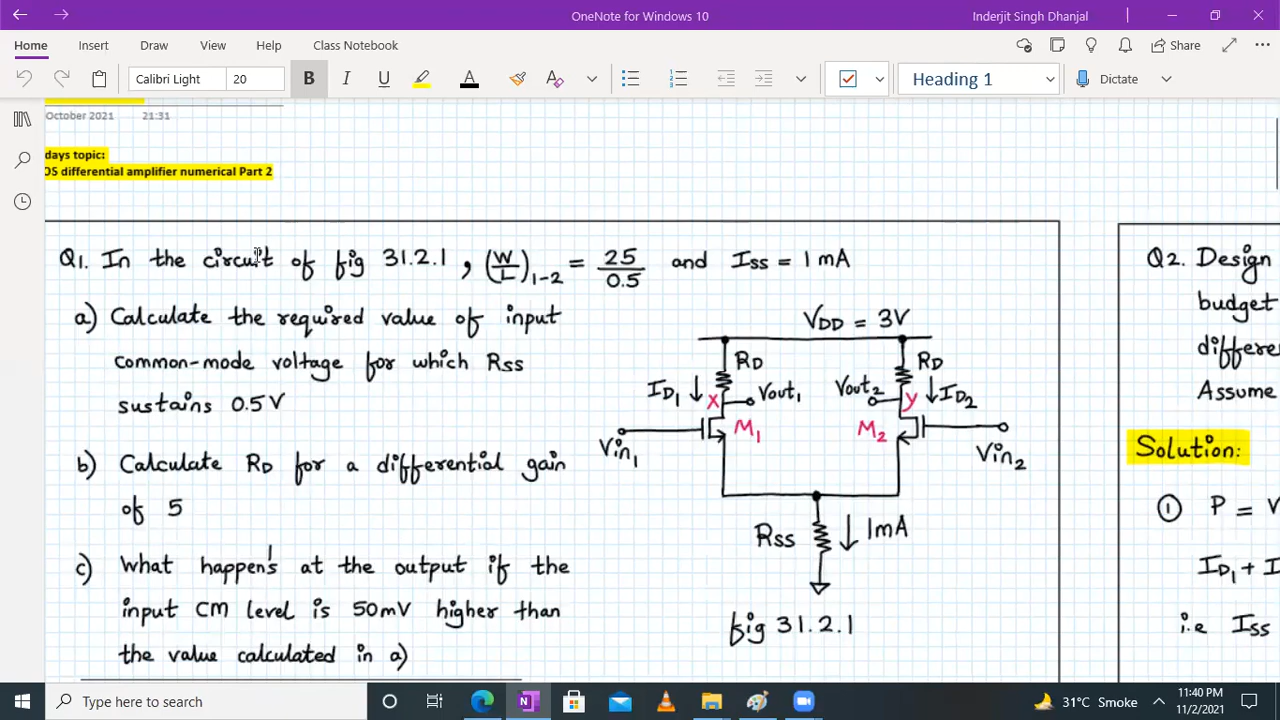 OneNote for Windows 10
Inderjit Singh Dhanjal
Home Insert Draw View Help Class Notebook
Share
Calibri Light 20 B I U A A Heading 1 Dictate
October 2021 21:31
days topic:
OS differential amplifier numerical Part 2
Q1. In the circuit of fig 31.2.1, (W/L)1-2 = 25/0.5 and ISS = 1mA
a) Calculate the required value of input
common-mode voltage for which RSS
sustains 0.5V
b) Calculate RD for a differential gain
of 5
c) What happen's at the output if the
input CM level is 50mV higher than
the value calculated in a)
VDD = 3V
RD RD
ID1 ↓ Vout1 Vout2 ↓ ID2
X Y
M1 M2
Vin1 Vin2
RSS ↓ 1mA
fig 31.2.1
Q2. Design
budget
differe
Assume
Solution:
① P = V
ID1 + I
i.e ISS
Type here to search
31°C Smoke
11:40 PM
11/2/2021